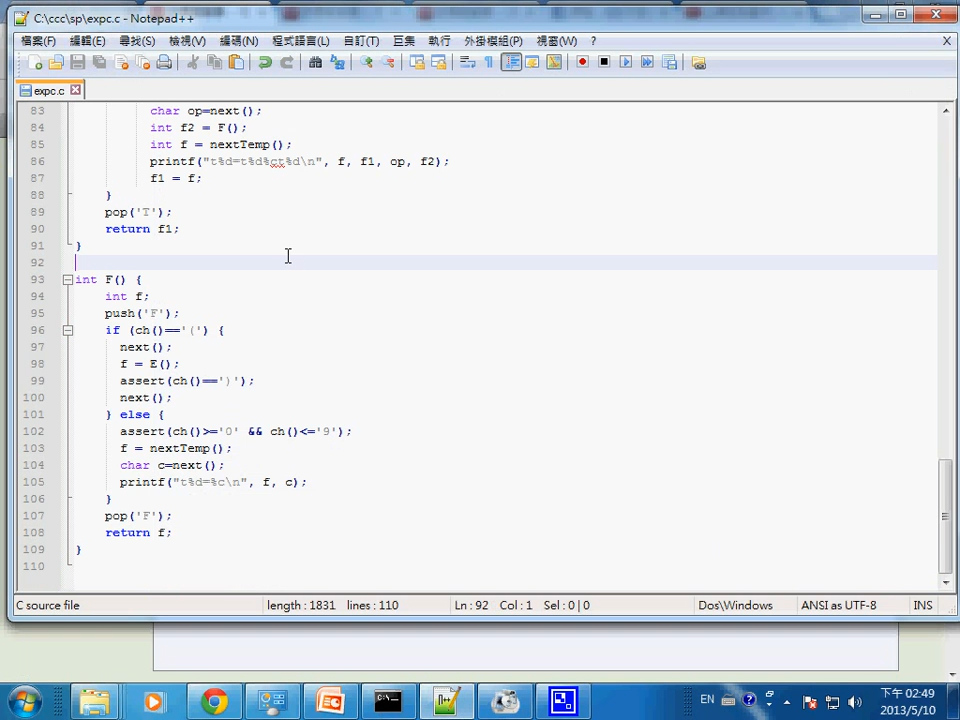 C:\ccc\sp\expc.c - Notepad++
檔案(F) 編輯(E) 尋找(S) 檢視(V) 編碼(N) 程式語言(L) 自訂(T) 巨集 執行 外掛模組(P) 視窗(W) ? X
expc.c
83 char op=next();
84 int f2 = F();
85 int f = nextTemp();
86 printf("t%d=t%d%ct%d\n", f, f1, op, f2);
87 f1 = f;
88 }
89 pop('T');
90 return f1;
91 }
92
93 int F() {
94 int f;
95 push('F');
96 if (ch()=='(') {
97 next();
98 f = E();
99 assert(ch()==')');
100 next();
101 } else {
102 assert(ch()>='0' && ch()<='9');
103 f = nextTemp();
104 char c=next();
105 printf("t%d=%c\n", f, c);
106 }
107 pop('F');
108 return f;
109 }
110
C source file length : 1831 lines : 110 Ln : 92 Col : 1 Sel : 0 | 0 Dos\Windows ANSI as UTF-8 INS
EN 下午 02:49
2013/5/10